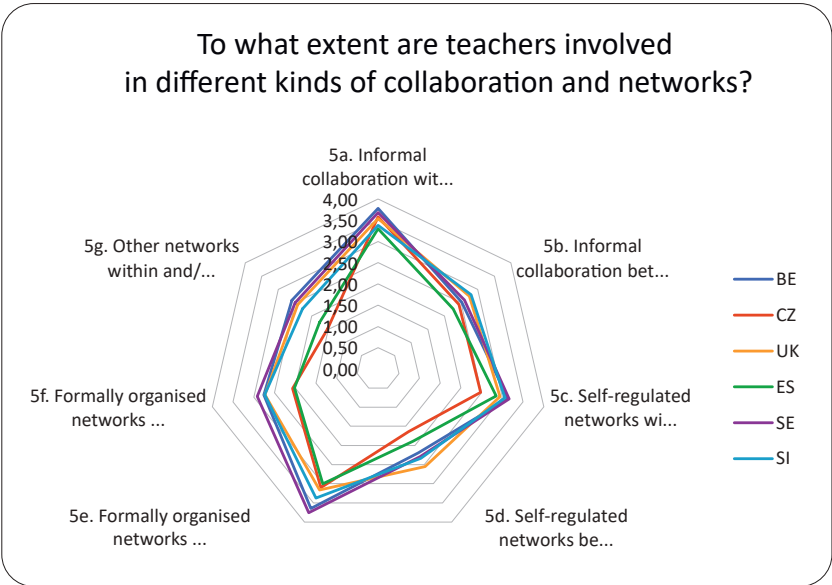 To what extent are teachers involved
in different kinds of collaboration and networks?
5a. Informal
collaboration wit...
4,00
3,50
3,00
2,50
2,00
1,50
1,00
0,50
0,00
5g. Other networks
within and/...
5b. Informal
collaboration bet...
5f. Formally organised
networks ...
5c. Self-regulated
networks wi...
5e. Formally organised
networks ...
5d. Self-regulated
networks be...
BE
CZ
UK
ES
SE
SI